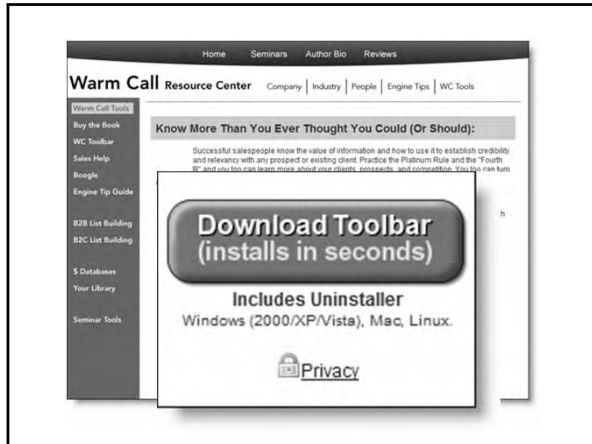 Home Seminars Author Bio Reviews
Warm Call Resource Center Company | Industry | People | Engine Tips | WC Tools
Warm Call Tools
Buy the Book
WC Toolbar
Sales Help
Boogle
Engine Tip Guide
B2B List Building
B2C List Building
$ Databases
Your Library
Seminar Tools
Know More Than You Ever Thought You Could (Or Should):
Successful salespeople know the value of information and how to use it to establish credibility
and relevancy with any prospect or existing client. Practice the Platinum Rule and the "Fourth
R" and you too can learn more about your clients, prospects, and competition. You too can turn
Download Toolbar
(installs in seconds)
Includes Uninstaller
Windows (2000/XP/Vista), Mac, Linux.
Privacy